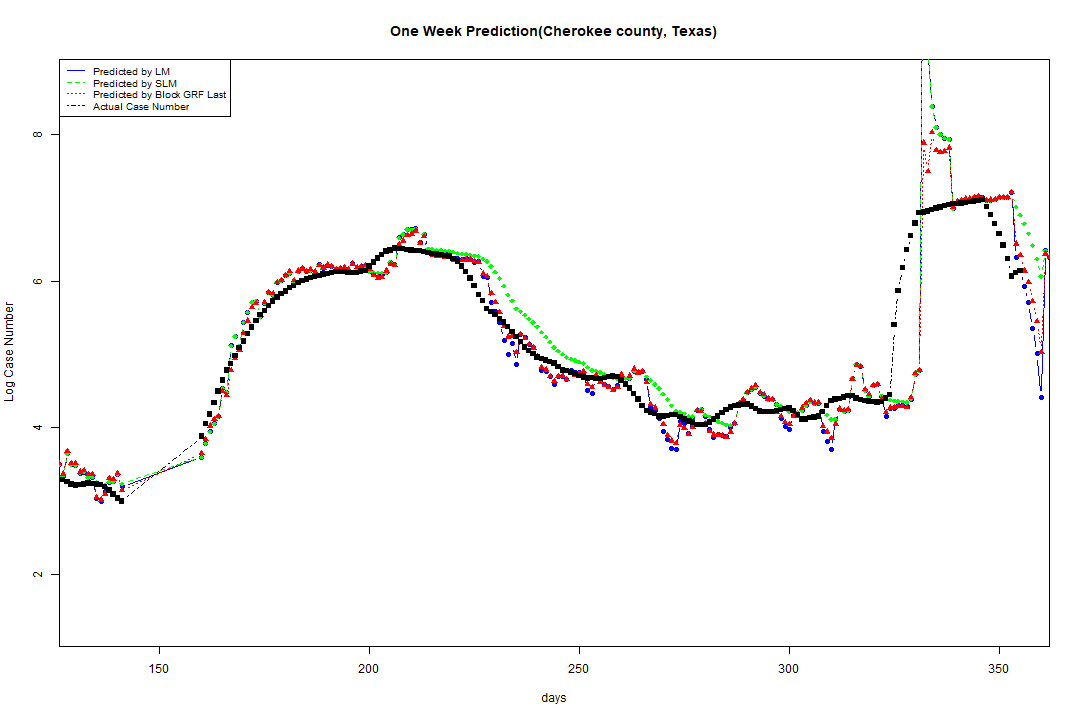 One Week Prediction(Cherokee county, Texas)
Predicted by LM
Predicted by SLM
Predicted by Block GRF Last
Actual Case Number
8
6
4
2
Log Case Number
150 200 250 300 350
days